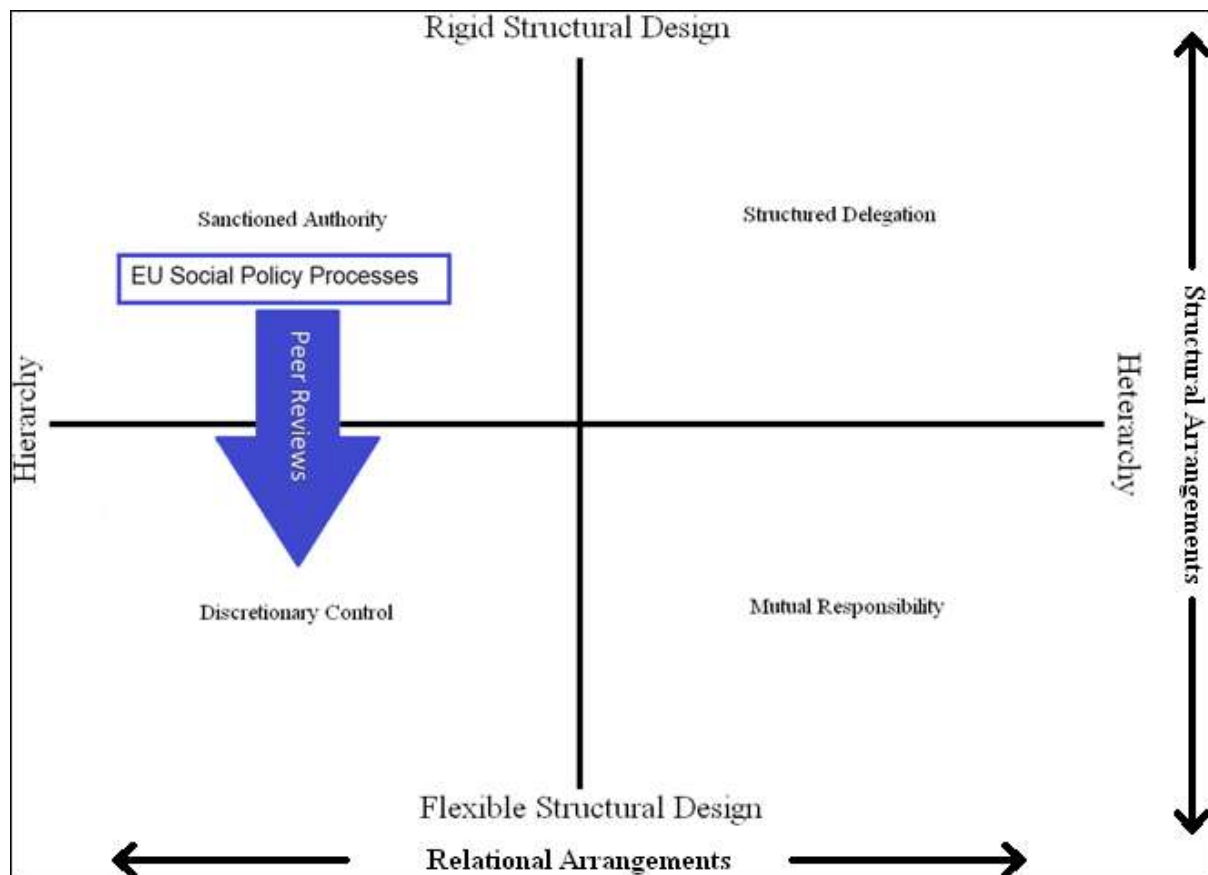 Rigid Structural Design
Sanctioned Authority
Structured Delegation
EU Social Policy Processes
Peer Reviews
Hierarchy
Heterarchy
Structural Arrangements
Discretionary Control
Mutual Responsibility
Flexible Structural Design
Relational Arrangements